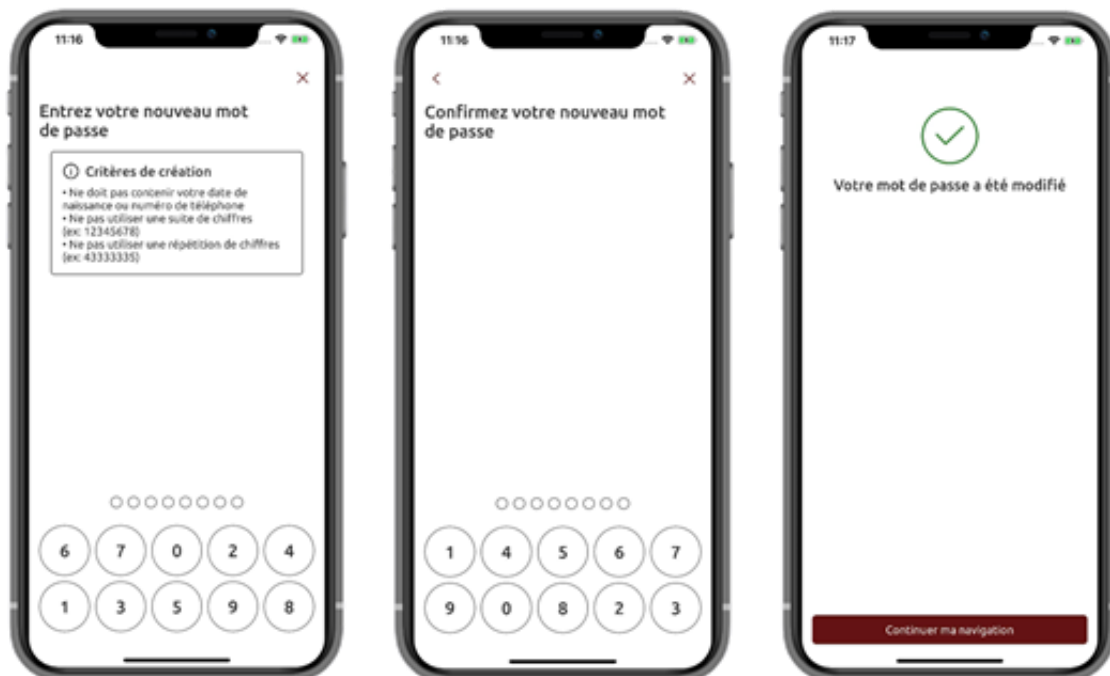 11:16
Entrez votre nouveau mot
de passe
Critères de création
• Ne doit pas contenir votre date de
naissance ou numéro de téléphone
• Ne pas utiliser une suite de chiffres
(ex: 12345678)
• Ne pas utiliser une répétition de chiffres
(ex: 43333335)
6 7 0 2 4
1 3 5 9 8
11:16
Confirmez votre nouveau mot
de passe
1 4 5 6 7
9 0 8 2 3
11:17
Votre mot de passe a été modifié
Continuer ma navigation